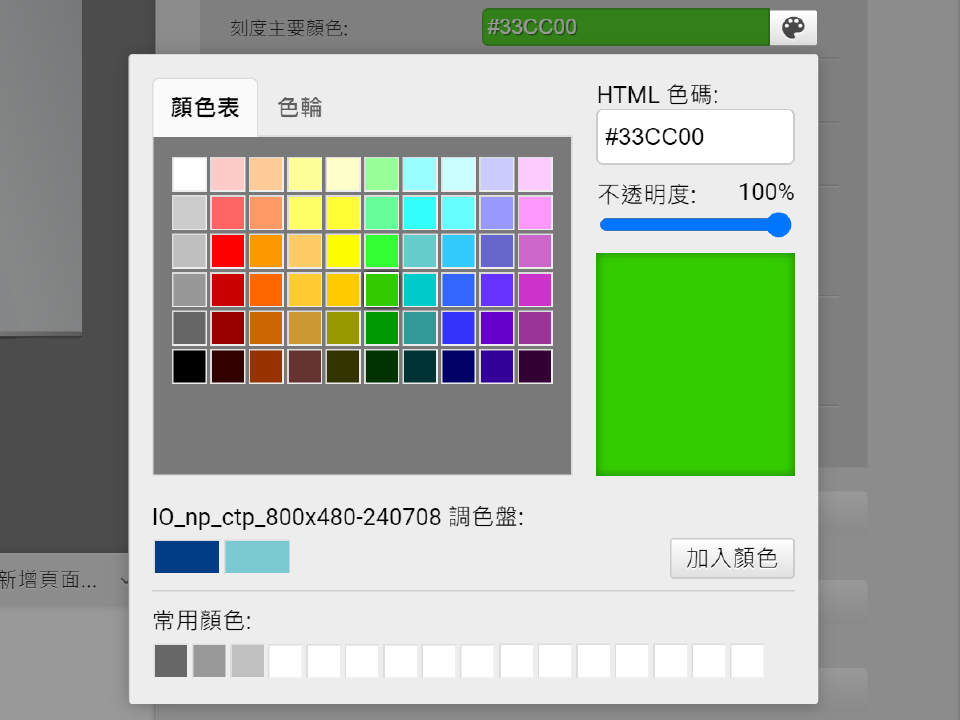 刻度主要顏色:
#33CC00
顏色表
色輪
HTML 色碼:
#33CC00
不透明度:
100%
IO_np_ctp_800x480-240708 調色盤:
加入顏色
新增頁面...
常用顏色: